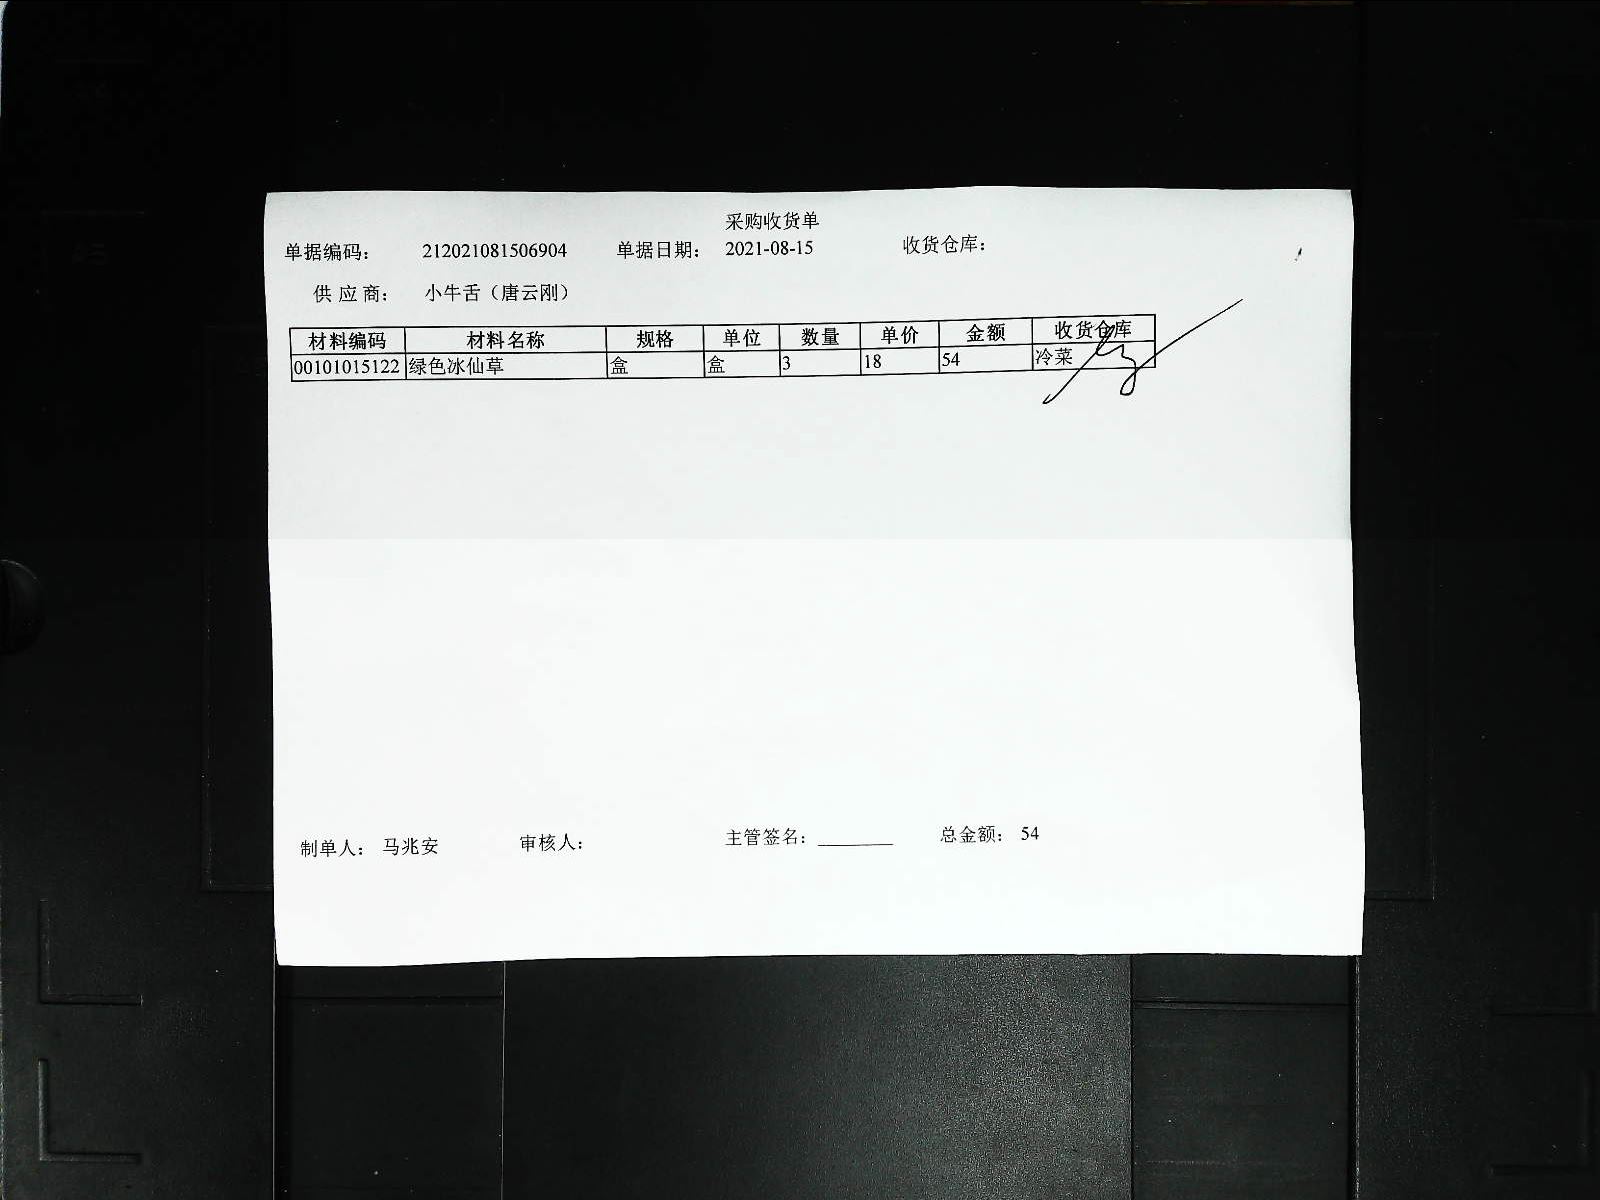 采购收货单
单据编码： 212021081506904 单据日期： 2021-08-15 收货仓库：
供应商： 小牛舌（唐云刚）
材料编码 材料名称 规格 单位 数量 单价 金额 收货仓库
00101015122 绿色冰仙草 盒 盒 3 18 54 冷菜
制单人： 马兆安 审核人： 主管签名：________ 总金额： 54